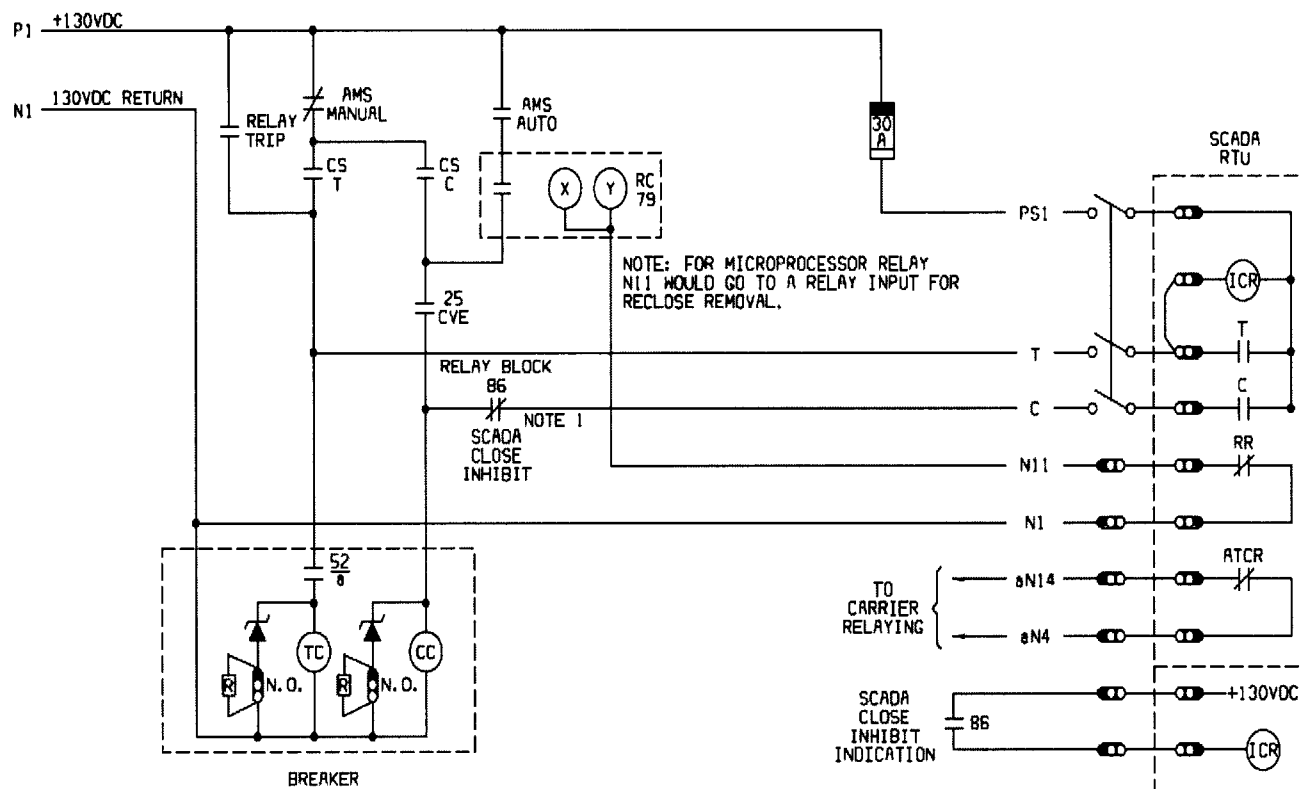 P1 +130VDC
N1 130VDC RETURN
RELAY
TRIP
AMS
MANUAL
AMS
AUTO
CS
T
CS
C
X
Y
RC
79
30
A
SCADA
RTU
PS1
NOTE: FOR MICROPROCESSOR RELAY
N11 WOULD GO TO A RELAY INPUT FOR
RECLOSE REMOVAL.
ICR
25
CVE
T
T
RELAY BLOCK
86
NOTE 1
SCADA
CLOSE
INHIBIT
C
C
N11
RR
N1
52
a
TC
CC
R
N.O.
R
N.O.
BREAKER
TO
CARRIER
RELAYING
aN14
ATCR
aN4
SCADA
CLOSE
INHIBIT
INDICATION
86
+130VDC
ICR